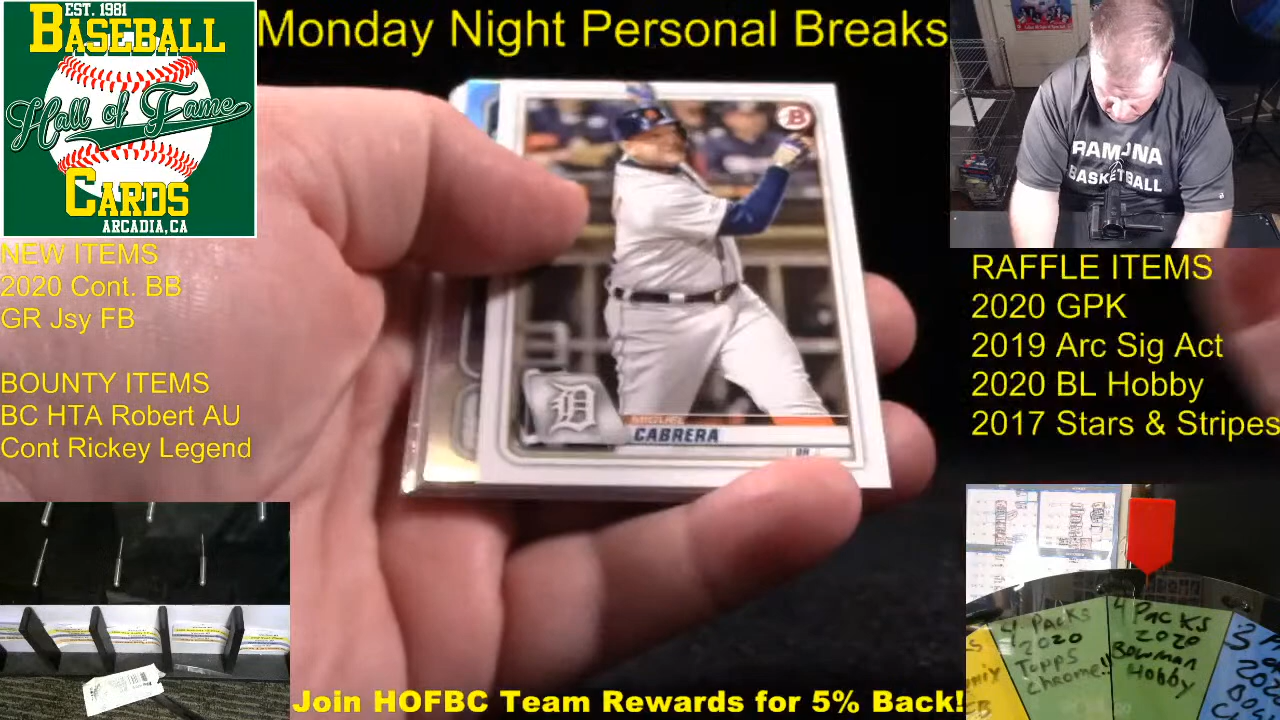 EST. 1981
BASEBALL
Hall of Fame
CARDS
ARCADIA, CA
Monday Night Personal Breaks
NEW ITEMS
2020 Cont. BB
GR Jsy FB
BOUNTY ITEMS
BC HTA Robert AU
Cont Rickey Legend
B
D
MIGUEL
CABRERA
DH
RAMONA
BASKETBALL
RAFFLE ITEMS
2020 GPK
2019 Arc Sig Act
2020 BL Hobby
2017 Stars & Stripes
4 PACKS
2020
TOPPS
Chrome!!
4 PACKS
2020
Bowman
Hobby
3
Join HOFBC Team Rewards for 5% Back!